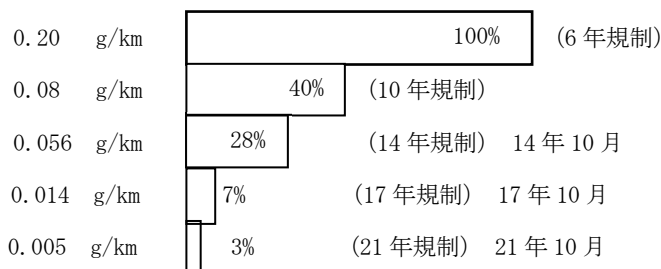 0.20 g/km 100% (6 年規制)
0.08 g/km 40% (10 年規制)
0.056 g/km 28% (14 年規制) 14 年 10 月
0.014 g/km 7% (17 年規制) 17 年 10 月
0.005 g/km 3% (21 年規制) 21 年 10 月